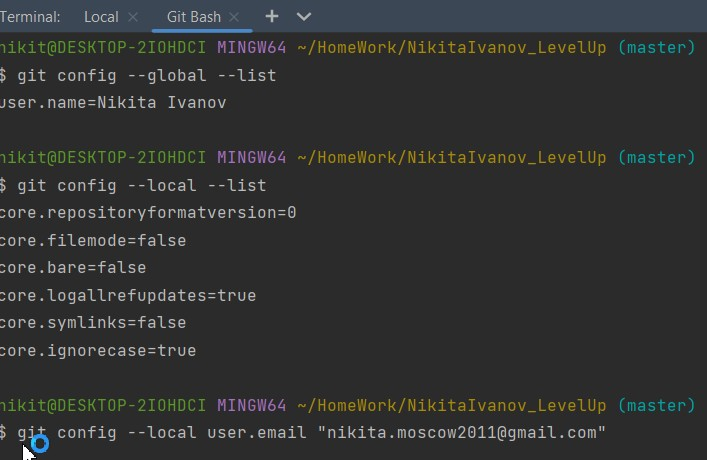 Terminal: Local Git Bash
nikit@DESKTOP-2IOHDCI MINGW64 ~/HomeWork/NikitaIvanov_LevelUp (master)
$ git config --global --list
user.name=Nikita Ivanov
nikit@DESKTOP-2IOHDCI MINGW64 ~/HomeWork/NikitaIvanov_LevelUp (master)
$ git config --local --list
core.repositoryformatversion=0
core.filemode=false
core.bare=false
core.logallrefupdates=true
core.symlinks=false
core.ignorecase=true
nikit@DESKTOP-2IOHDCI MINGW64 ~/HomeWork/NikitaIvanov_LevelUp (master)
$ git config --local user.email "nikita.moscow2011@gmail.com"